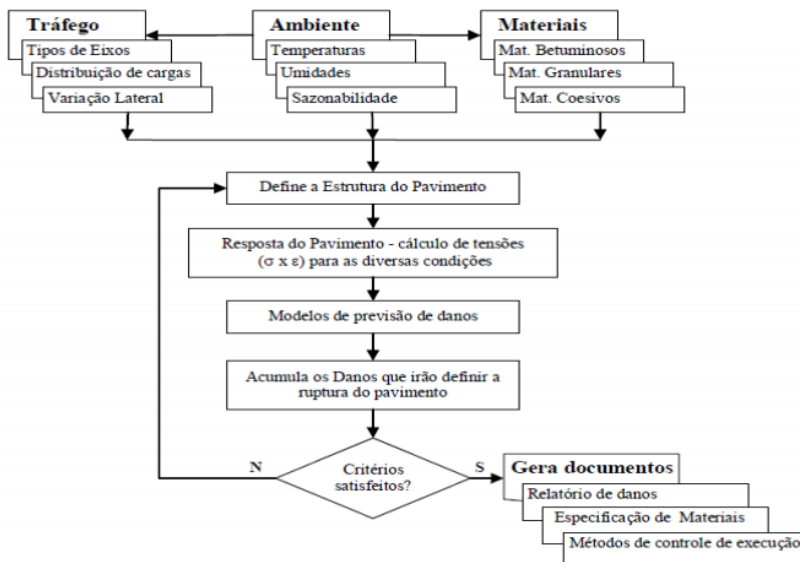 Tráfego
Tipos de Eixos
Distribuição de cargas
Variação Lateral
Ambiente
Temperaturas
Umidades
Sazonabilidade
Materiais
Mat. Betuminosos
Mat. Granulares
Mat. Coesivos
Define a Estrutura do Pavimento
Resposta do Pavimento - cálculo de tensões
(σ x ε) para as diversas condições
Modelos de previsão de danos
Acumula os Danos que irão definir a
ruptura do pavimento
N
Critérios
satisfeitos?
S
Gera documentos
Relatório de danos
Especificação de Materiais
Métodos de controle de execução